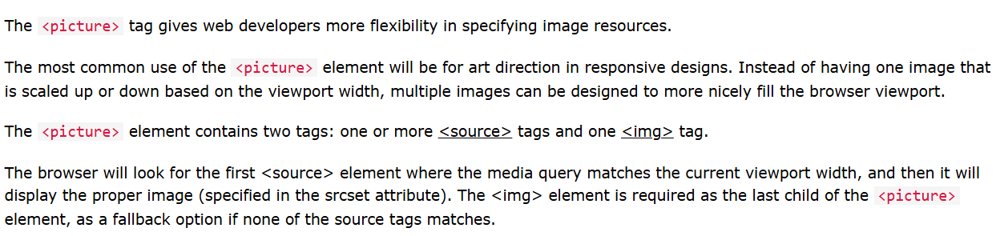 The <picture> tag gives web developers more flexibility in specifying image resources.
The most common use of the <picture> element will be for art direction in responsive designs. Instead of having one image that
is scaled up or down based on the viewport width, multiple images can be designed to more nicely fill the browser viewport.
The <picture> element contains two tags: one or more <source> tags and one <img> tag.
The browser will look for the first <source> element where the media query matches the current viewport width, and then it will
display the proper image (specified in the srcset attribute). The <img> element is required as the last child of the <picture>
element, as a fallback option if none of the source tags matches.